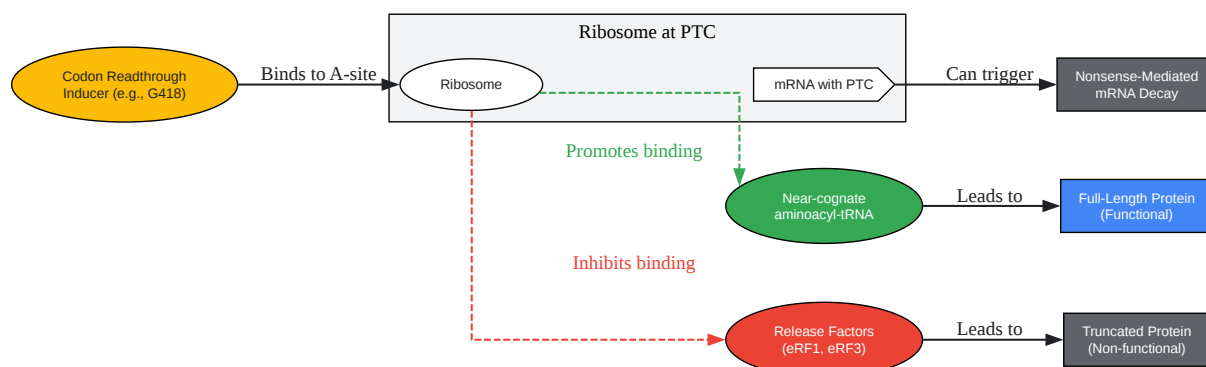 Ribosome at PTC
Codon Readthrough
Inducer (e.g., G418)
Binds to A-site
Ribosome
mRNA with PTC
Can trigger
Nonsense-Mediated
mRNA Decay
Promotes binding
Near-cognate
aminoacyl-tRNA
Leads to
Full-Length Protein
(Functional)
Inhibits binding
Release Factors
(eRF1, eRF3)
Leads to
Truncated Protein
(Non-functional)